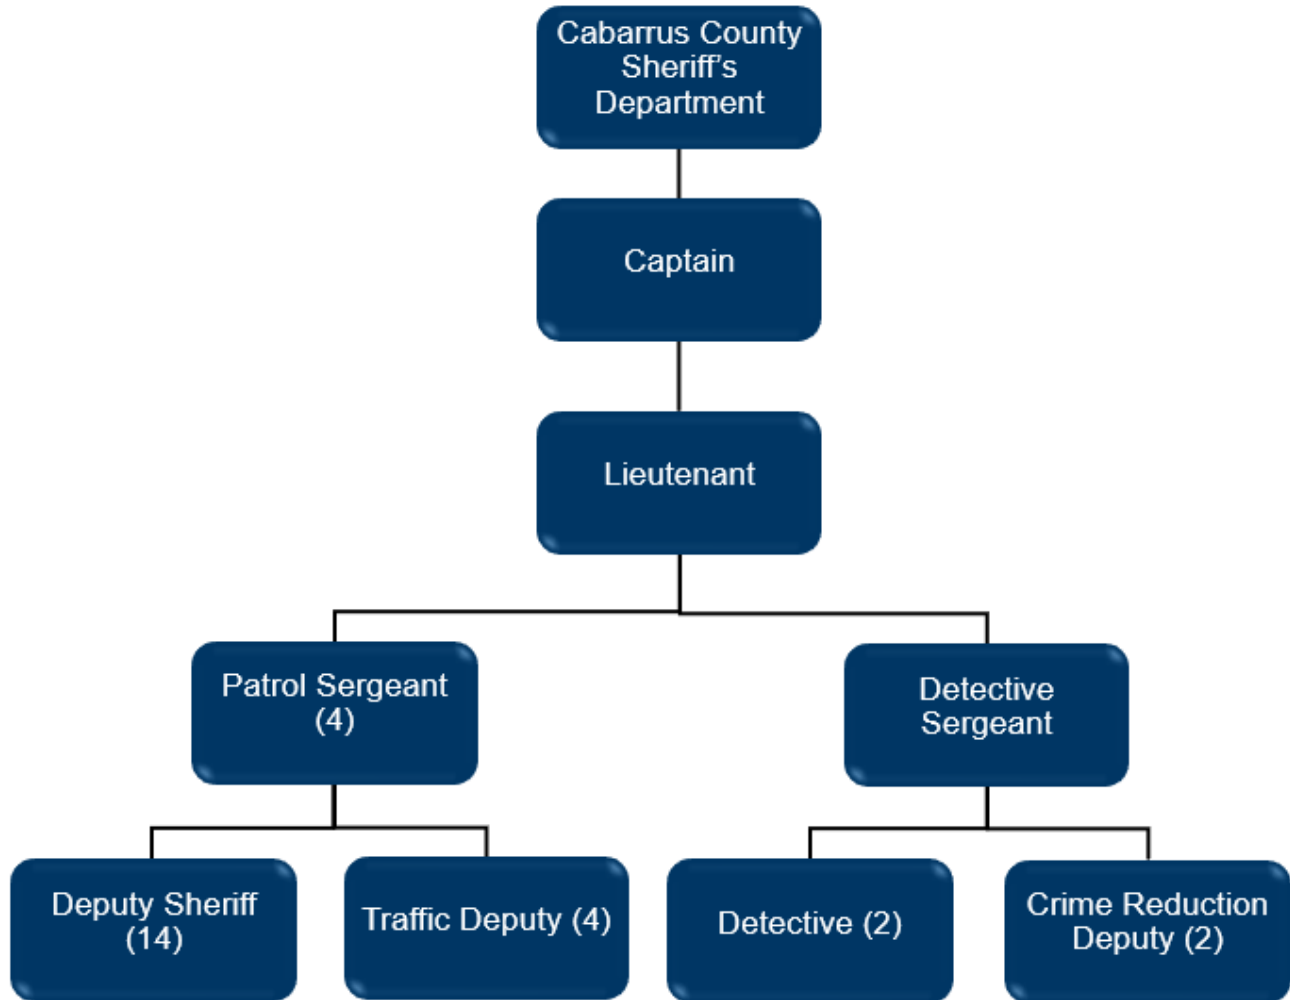 Cabarrus County
Sheriff's
Department
Captain
Lieutenant
Patrol Sergeant
(4)
Detective
Sergeant
Deputy Sheriff
(14)
Traffic Deputy (4)
Detective (2)
Crime Reduction
Deputy (2)